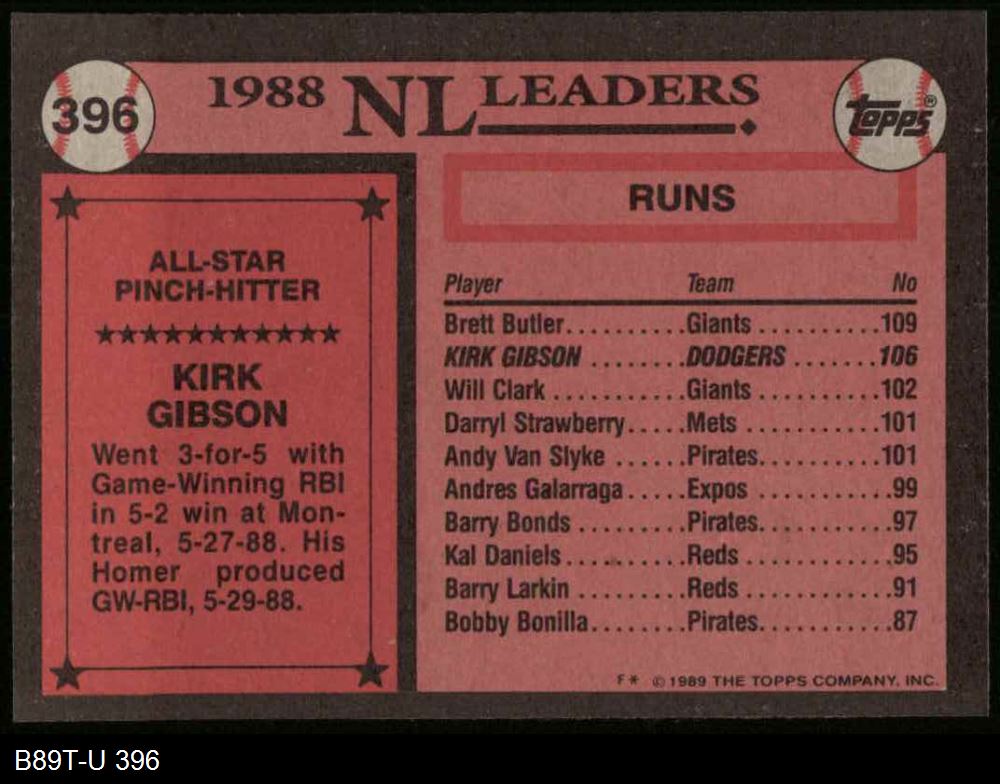 396
1988 NL LEADERS
TOPPS®
ALL-STAR
PINCH-HITTER
KIRK
GIBSON
Went 3-for-5 with
Game-Winning RBI
in 5-2 win at Mon-
treal, 5-27-88. His
Homer produced
GW-RBI, 5-29-88.
RUNS
Player Team No
Brett Butler..........Giants..........109
KIRK GIBSON........DODGERS.......106
Will Clark...........Giants..........102
Darryl Strawberry.....Mets...........101
Andy Van Slyke......Pirates.........101
Andres Galarraga.....Expos...........99
Barry Bonds.........Pirates..........97
Kal Daniels..........Reds............95
Barry Larkin.........Reds............91
Bobby Bonilla........Pirates..........87
F* © 1989 THE TOPPS COMPANY, INC.
B89T-U 396